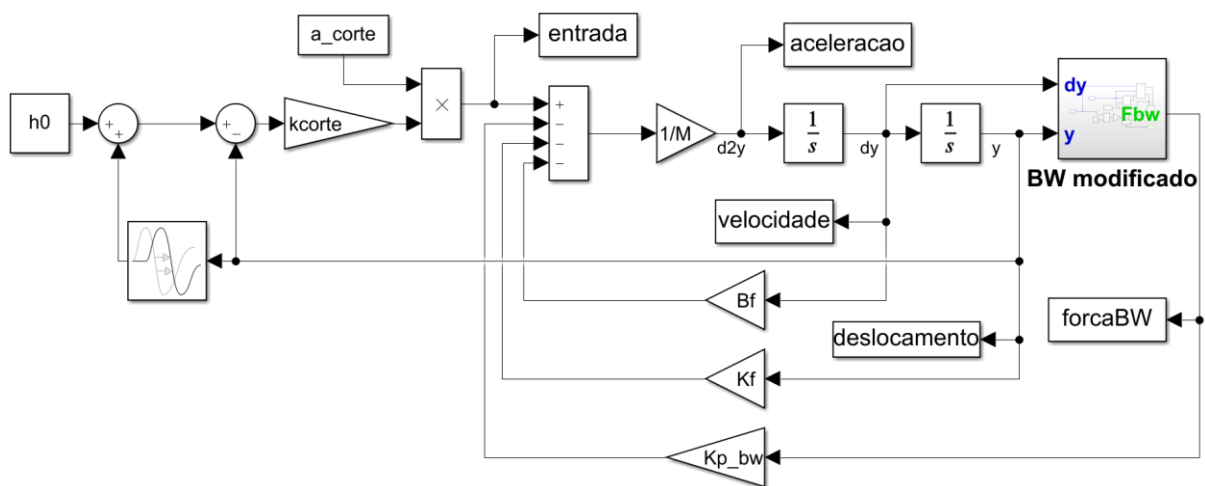 a_corte
entrada
aceleracao
h0
+
+
+
−
kcorte
×
+
−
−
−
1/M
d2y
1
s
dy
1
s
y
dy
y
Fbw
BW modificado
velocidade
Bf
deslocamento
forcaBW
Kf
Kp_bw